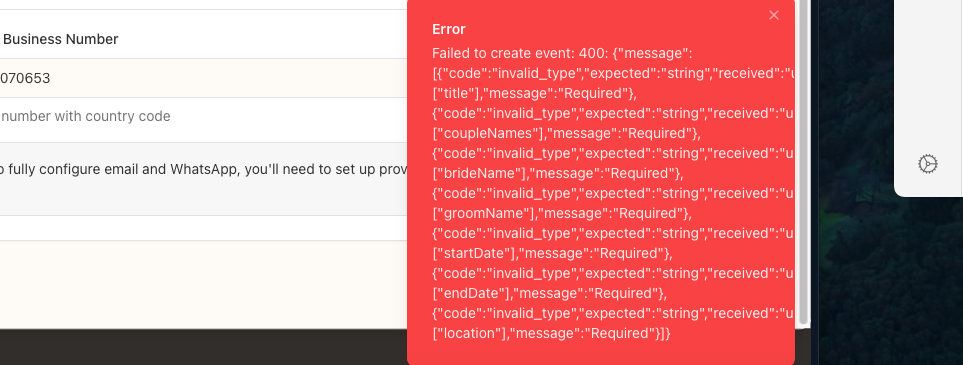 Business Number
070653
number with country code
fully configure email and WhatsApp, you'll need to set up prov
Error
Failed to create event: 400: {"message":
[{"code":"invalid_type","expected":"string","received":"u
["title"],"message":"Required"},
{"code":"invalid_type","expected":"string","received":"u
["coupleNames"],"message":"Required"},
{"code":"invalid_type","expected":"string","received":"u
["brideName"],"message":"Required"},
{"code":"invalid_type","expected":"string","received":"u
["groomName"],"message":"Required"},
{"code":"invalid_type","expected":"string","received":"u
["startDate"],"message":"Required"},
{"code":"invalid_type","expected":"string","received":"u
["endDate"],"message":"Required"},
{"code":"invalid_type","expected":"string","received":"u
["location"],"message":"Required"}]}